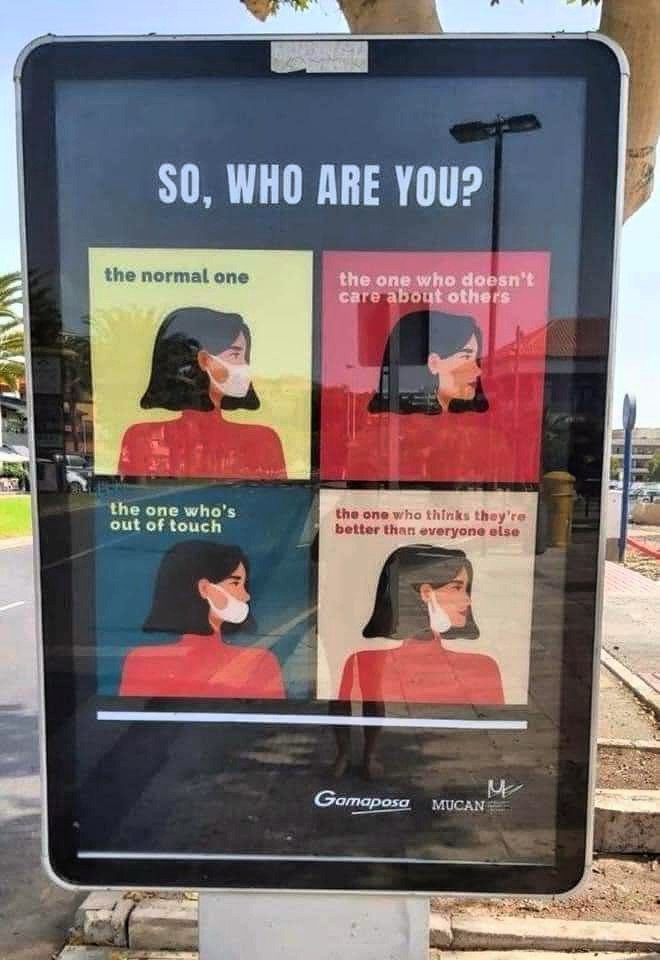 SO, WHO ARE YOU?
the normal one
the one who doesn't
care about others
the one who's
out of touch
the one who thinks they're
better than everyone else
Gamaposa
MUCAN